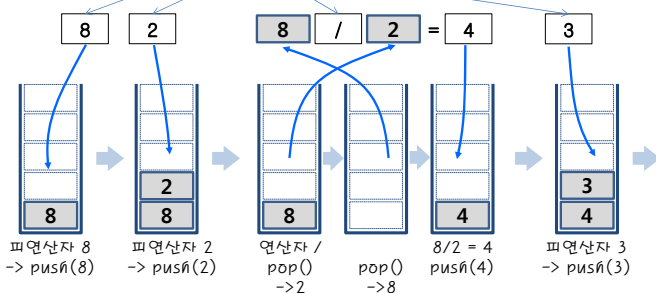 8
2
8 / 2 = 4
3
2
3
8
8
8
4
4
피연산자 8
-> push(8)
피연산자 2
-> push(2)
연산자 /
pop()
->2
pop()
->8
8/2 = 4
push(4)
피연산자 3
-> push(3)